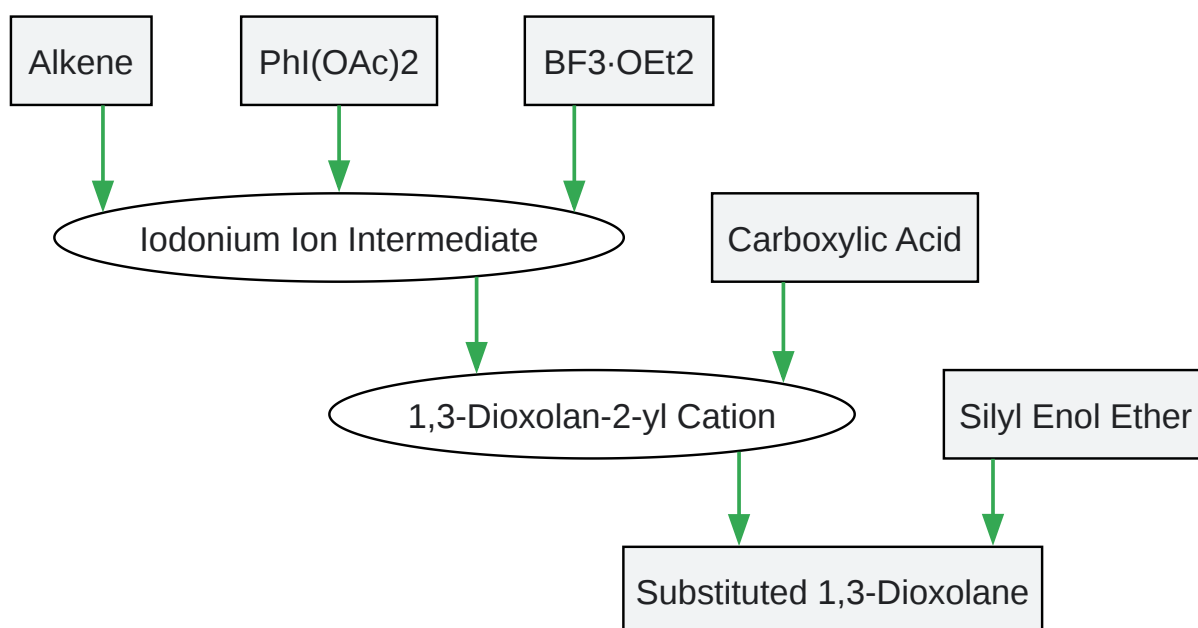 Alkene
PhI(OAc)2
BF3·OEt2
Iodonium Ion Intermediate
Carboxylic Acid
1,3-Dioxolan-2-yl Cation
Silyl Enol Ether
Substituted 1,3-Dioxolane